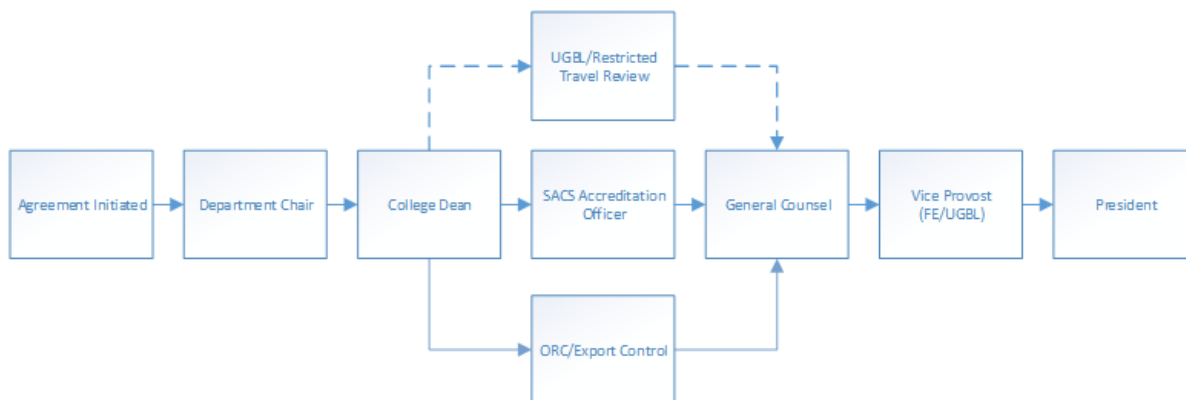 UGBL/Restricted
Travel Review
Agreement Initiated
Department Chair
College Dean
SACS Accreditation
Officer
General Counsel
Vice Provost
(FE/UGBL)
President
ORC/Export Control